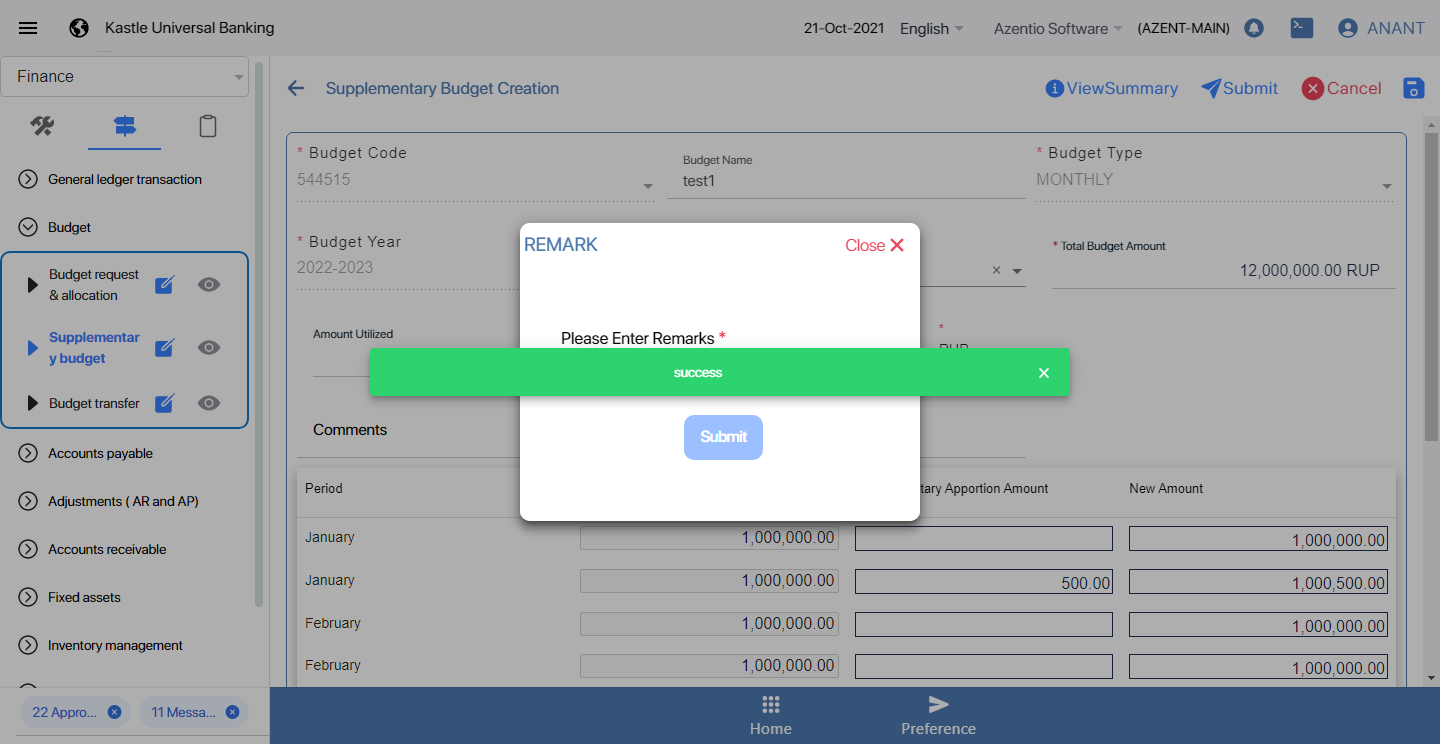 Kastle Universal Banking
21-Oct-2021
English
Azentio Software
(AZENT-MAIN)
ANANT
Finance
Supplementary Budget Creation
ViewSummary
Submit
Cancel
General ledger transaction
Budget
Budget request
& allocation
Supplementar
y budget
Budget transfer
Accounts payable
Adjustments ( AR and AP)
Accounts receivable
Fixed assets
Inventory management
22 Appro...
11 Messa...
* Budget Code
544515
Budget Name
test1
* Budget Type
MONTHLY
* Budget Year
2022-2023
* Total Budget Amount
12,000,000.00 RUP
Amount Utilized
*
RUP
Comments
REMARK
Close
Please Enter Remarks *
success
Submit
Period
tary Apportion Amount
New Amount
January 1,000,000.00 1,000,000.00
January 1,000,000.00 500.00 1,000,500.00
February 1,000,000.00 1,000,000.00
February 1,000,000.00 1,000,000.00
Home
Preference